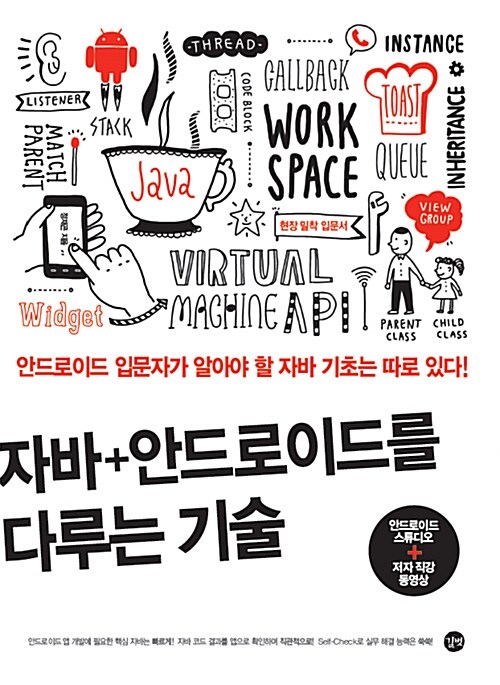 THREAD
INSTANCE
LISTENER
STACK
CODE BLOCK
CALLBACK
TOAST
INHERITANCE
MATCH
PARENT
Java
WORK
SPACE
QUEUE
정재곤 지음
현장 밀착 입문서
VIEW
GROUP
VIRTUAL
MACHINE API
Widget
PARENT
CLASS
CHILD
CLASS
안드로이드 입문자가 알아야 할 자바 기초는 따로 있다!
자바+안드로이드를
다루는 기술
안드로이드
스튜디오
+
저자 직강
동영상
안드로이드 앱 개발에 필요한 핵심 자바는 빠르게! 자바 코드 결과를 앱으로 확인하며 직관적으로! Self-Check로 실무 해결 능력은 쑥쑥!
길벗